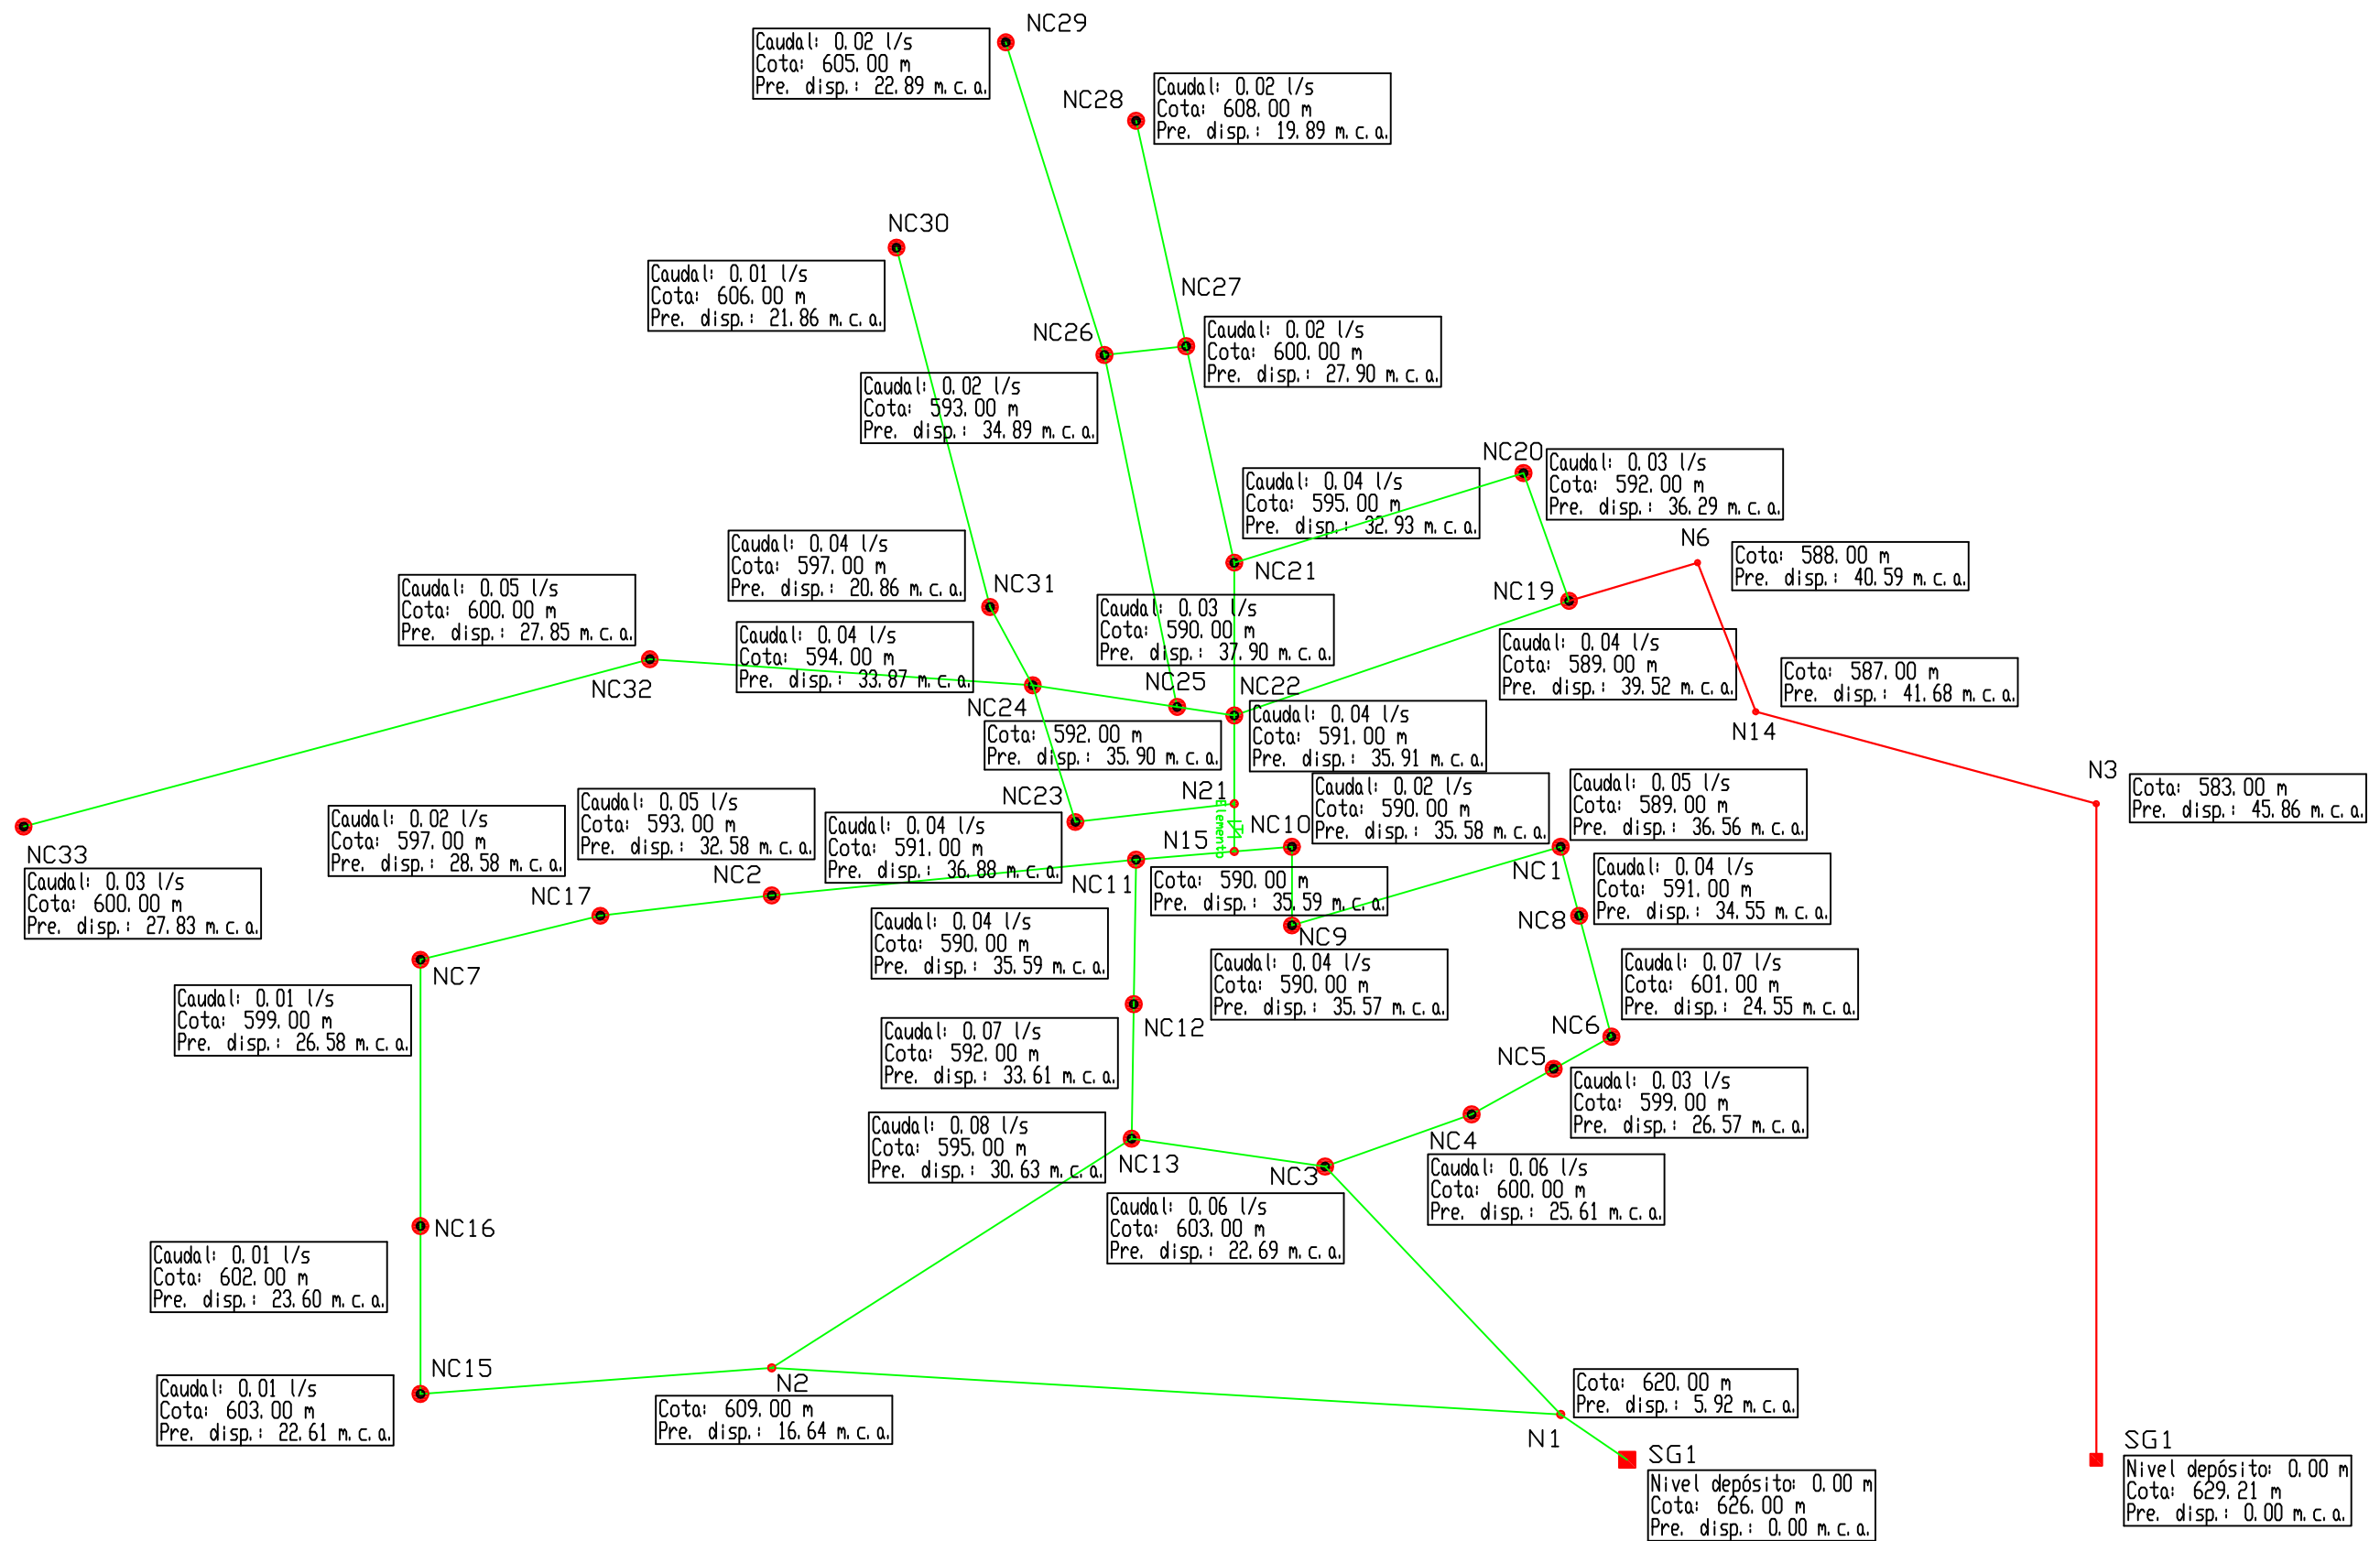 NC29
Caudal: 0.02 l/s
Cota: 605.00 m
Pre. disp.: 22.89 m.c.a.
NC28
Caudal: 0.02 l/s
Cota: 608.00 m
Pre. disp.: 19.89 m.c.a.
NC30
Caudal: 0.01 l/s
Cota: 606.00 m
Pre. disp.: 21.86 m.c.a.
NC27
Caudal: 0.02 l/s
Cota: 600.00 m
Pre. disp.: 27.90 m.c.a.
NC26
Caudal: 0.02 l/s
Cota: 593.00 m
Pre. disp.: 34.89 m.c.a.
NC20
Caudal: 0.03 l/s
Cota: 592.00 m
Pre. disp.: 36.29 m.c.a.
Caudal: 0.04 l/s
Cota: 595.00 m
Pre. disp.: 32.93 m.c.a.
NC21
N6
Cota: 588.00 m
Pre. disp.: 40.59 m.c.a.
Caudal: 0.04 l/s
Cota: 597.00 m
Pre. disp.: 20.86 m.c.a.
NC31
NC19
Caudal: 0.05 l/s
Cota: 600.00 m
Pre. disp.: 27.85 m.c.a.
NC32
Caudal: 0.03 l/s
Cota: 590.00 m
Pre. disp.: 37.90 m.c.a.
NC25
Caudal: 0.04 l/s
Cota: 594.00 m
Pre. disp.: 33.87 m.c.a.
NC24
Caudal: 0.04 l/s
Cota: 589.00 m
Pre. disp.: 39.52 m.c.a.
Cota: 587.00 m
Pre. disp.: 41.68 m.c.a.
N14
NC22
Caudal: 0.04 l/s
Cota: 591.00 m
Pre. disp.: 35.91 m.c.a.
Cota: 592.00 m
Pre. disp.: 35.90 m.c.a.
N3
Cota: 583.00 m
Pre. disp.: 45.86 m.c.a.
NC23
N21
Elemento
N15
NC10
Caudal: 0.02 l/s
Cota: 590.00 m
Pre. disp.: 35.58 m.c.a.
Caudal: 0.05 l/s
Cota: 589.00 m
Pre. disp.: 36.56 m.c.a.
NC1
NC33
Caudal: 0.03 l/s
Cota: 600.00 m
Pre. disp.: 27.83 m.c.a.
Caudal: 0.02 l/s
Cota: 597.00 m
Pre. disp.: 28.58 m.c.a.
NC17
Caudal: 0.05 l/s
Cota: 593.00 m
Pre. disp.: 32.58 m.c.a.
NC2
Caudal: 0.04 l/s
Cota: 591.00 m
Pre. disp.: 36.88 m.c.a.
NC11
Cota: 590.00 m
Pre. disp.: 35.59 m.c.a.
Caudal: 0.04 l/s
Cota: 591.00 m
Pre. disp.: 34.55 m.c.a.
NC8
Caudal: 0.04 l/s
Cota: 590.00 m
Pre. disp.: 35.59 m.c.a.
NC9
Caudal: 0.04 l/s
Cota: 590.00 m
Pre. disp.: 35.57 m.c.a.
Caudal: 0.07 l/s
Cota: 601.00 m
Pre. disp.: 24.55 m.c.a.
NC7
Caudal: 0.01 l/s
Cota: 599.00 m
Pre. disp.: 26.58 m.c.a.
NC12
Caudal: 0.07 l/s
Cota: 592.00 m
Pre. disp.: 33.61 m.c.a.
NC6
NC5
Caudal: 0.03 l/s
Cota: 599.00 m
Pre. disp.: 26.57 m.c.a.
Caudal: 0.08 l/s
Cota: 595.00 m
Pre. disp.: 30.63 m.c.a.
NC13
NC3
NC4
Caudal: 0.06 l/s
Cota: 600.00 m
Pre. disp.: 25.61 m.c.a.
Caudal: 0.06 l/s
Cota: 603.00 m
Pre. disp.: 22.69 m.c.a.
NC16
Caudal: 0.01 l/s
Cota: 602.00 m
Pre. disp.: 23.60 m.c.a.
NC15
Caudal: 0.01 l/s
Cota: 603.00 m
Pre. disp.: 22.61 m.c.a.
N2
Cota: 609.00 m
Pre. disp.: 16.64 m.c.a.
Cota: 620.00 m
Pre. disp.: 5.92 m.c.a.
N1
SG1
Nivel depósito: 0.00 m
Cota: 626.00 m
Pre. disp.: 0.00 m.c.a.
SG1
Nivel depósito: 0.00 m
Cota: 629.21 m
Pre. disp.: 0.00 m.c.a.